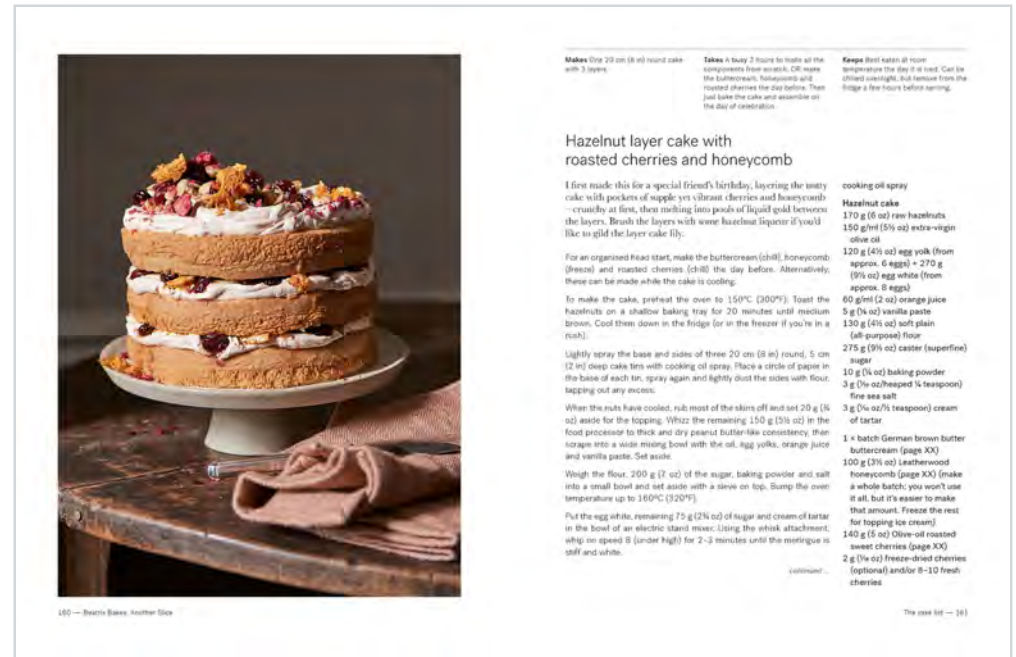 Makes One 20 cm (8 in) round cake
with 3 layers.
Takes A busy 3 hours to make all the
components from scratch, OR make
the buttercream, honeycomb and
roasted cherries the day before. Then
just bake the cake and assemble on
the day of celebration.
Keeps Best eaten at room
temperature the day it is iced. Can be
chilled overnight, but remove from the
fridge a few hours before serving.
Hazelnut layer cake with
roasted cherries and honeycomb
I first made this for a special friend's birthday, layering the nutty
cake with pockets of supple yet vibrant cherries and honeycomb
– crunchy at first, then melting into pools of liquid gold between
the layers. Brush the layers with some hazelnut liqueur if you'd
like to gild the layer cake lily.
For an organised head start, make the buttercream (chill), honeycomb
(freeze) and roasted cherries (chill) the day before. Alternatively,
these can be made while the cake is cooling.
To make the cake, preheat the oven to 150°C (300°F). Toast the
hazelnuts on a shallow baking tray for 20 minutes until medium
brown. Cool them down in the fridge (or in the freezer if you're in a
rush).
Lightly spray the base and sides of three 20 cm (8 in) round, 5 cm
(2 in) deep cake tins with cooking oil spray. Place a circle of paper in
the base of each tin, spray again and lightly dust the sides with flour,
tapping out any excess.
When the nuts have cooled, rub most of the skins off and set 20 g (¾
oz) aside for the topping. Whizz the remaining 150 g (5½ oz) in the
food processor to thick and dry peanut butter-like consistency, then
scrape into a wide mixing bowl with the oil, egg yolks, orange juice
and vanilla paste. Set aside.
Weigh the flour, 200 g (7 oz) of the sugar, baking powder and salt
into a small bowl and set aside with a sieve on top. Bump the oven
temperature up to 160°C (320°F).
Put the egg white, remaining 75 g (2¾ oz) of sugar and cream of tartar
in the bowl of an electric stand mixer. Using the whisk attachment,
whip on speed 8 (under high) for 2–3 minutes until the meringue is
stiff and white.
continued ...
cooking oil spray
Hazelnut cake
170 g (6 oz) raw hazelnuts
150 g/ml (5½ oz) extra-virgin
olive oil
120 g (4½ oz) egg yolk (from
approx. 6 eggs) + 270 g
(9½ oz) egg white (from
approx. 8 eggs)
60 g/ml (2 oz) orange juice
5 g (⅛ oz) vanilla paste
130 g (4½ oz) soft plain
(all-purpose) flour
275 g (9½ oz) caster (superfine)
sugar
10 g (¼ oz) baking powder
3 g (1/10 oz/heaped ¼ teaspoon)
fine sea salt
3 g (1/10 oz/½ teaspoon) cream
of tartar
1 × batch German brown butter
buttercream (page XX)
100 g (3½ oz) Leatherwood
honeycomb (page XX) (make
a whole batch; you won't use
it all, but it's easier to make
that amount. Freeze the rest
for topping ice cream)
140 g (5 oz) Olive-oil roasted
sweet cherries (page XX)
2 g (1/16 oz) freeze-dried cherries
(optional) and/or 8–10 fresh
cherries
160 — Beatrix Bakes: Another Slice
The cake list — 161